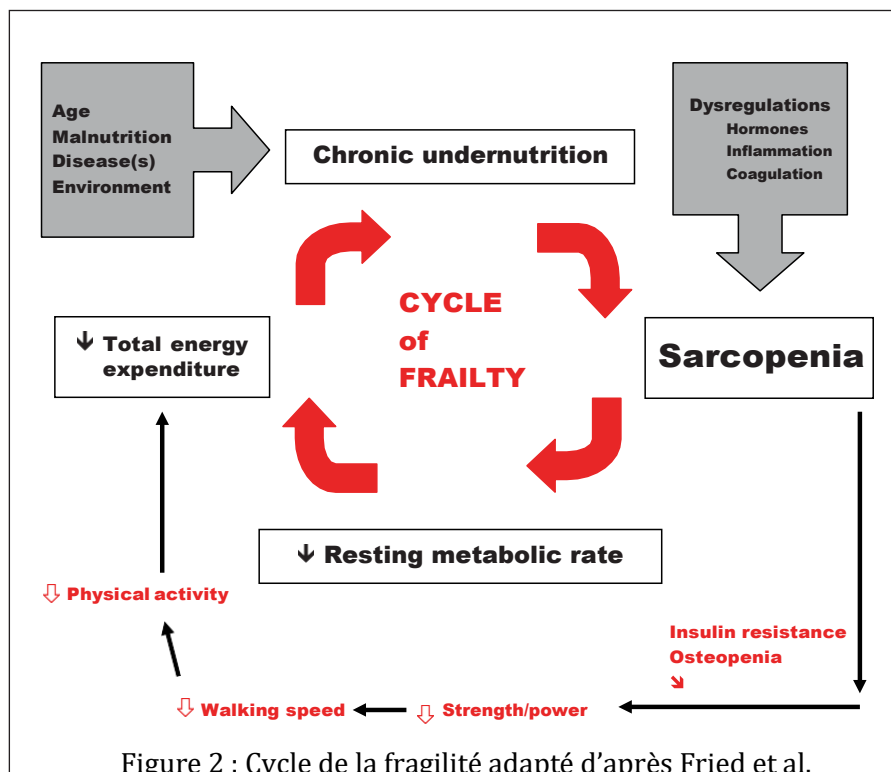 Age
Malnutrition
Disease(s)
Environment
Dysregulations
Hormones
Inflammation
Coagulation
Chronic undernutrition
CYCLE
of
FRAILTY
↓ Total energy
expenditure
Sarcopenia
↓ Resting metabolic rate
⇩ Physical activity
Insulin resistance
Osteopenia
↘
⇩ Walking speed
⇩ Strength/power
Figure 2 : Cycle de la fragilité adapté d'après Fried et al.